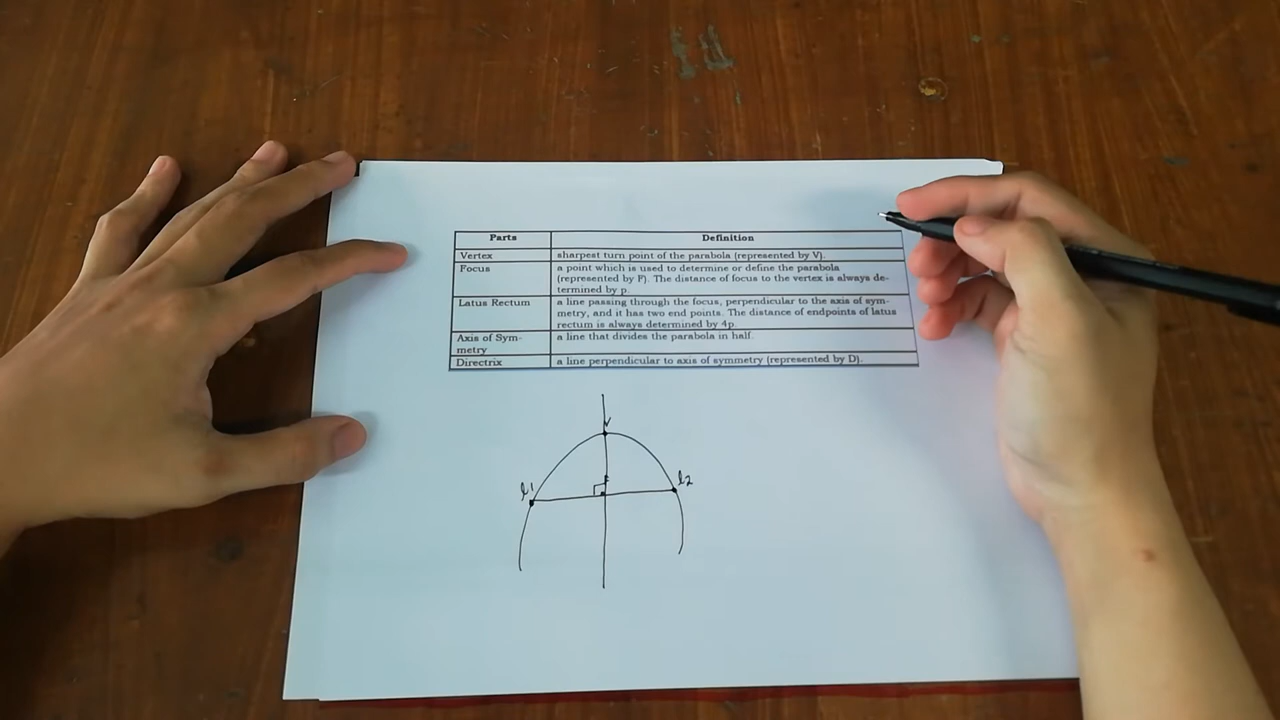 Parts Definition
Vertex sharpest turn point of the parabola (represented by V).
Focus a point which is used to determine or define the parabola
(represented by F). The distance of focus to the vertex is always de-
termined by p.
Latus Rectum a line passing through the focus, perpendicular to the axis of sym-
metry, and it has two end points. The distance of endpoints of latus
rectum is always determined by 4p.
Axis of Sym- a line that divides the parabola in half.
metry
Directrix a line perpendicular to axis of symmetry (represented by D).
V
F
l1 l2